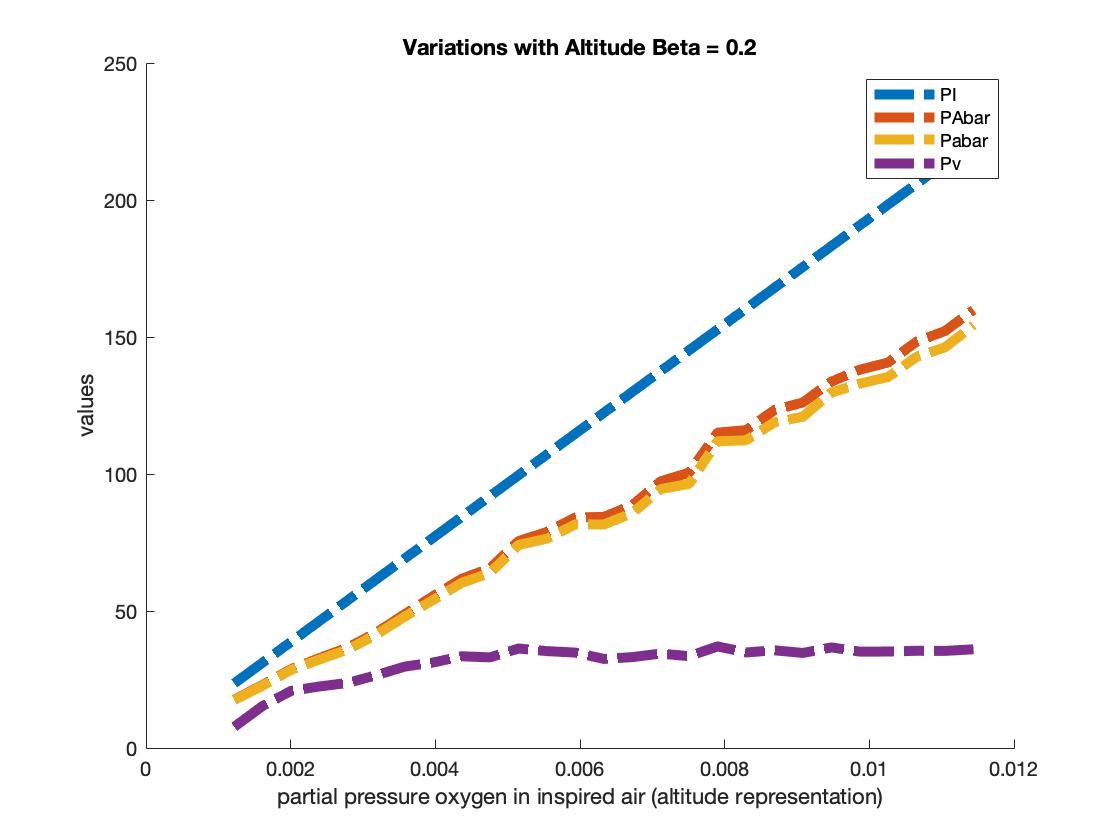 Variations with Altitude Beta = 0.2
250
200
150
100
50
0
values
PI
PAbar
Pabar
Pv
0 0.002 0.004 0.006 0.008 0.01 0.012
partial pressure oxygen in inspired air (altitude representation)